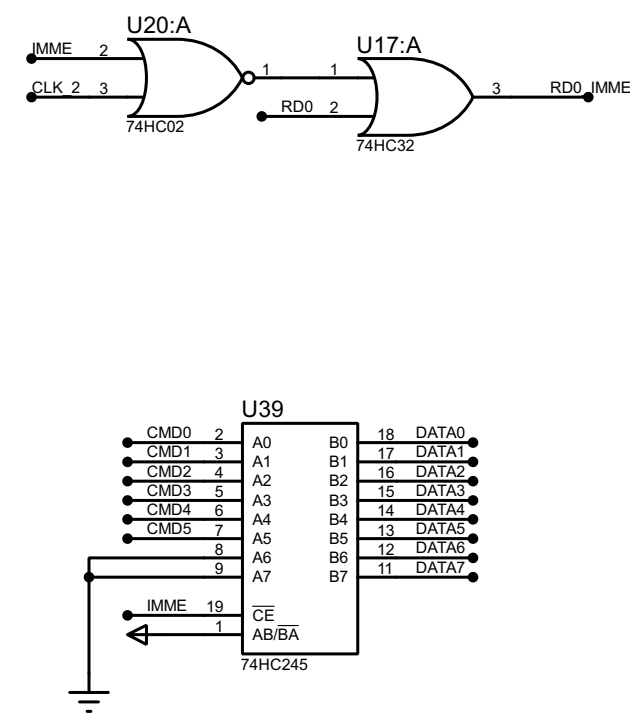 U20:A
IMME 2
CLK_2 3
1
74HC02
U17:A
1
RD0 2
3 RD0_IMME
74HC32
U39
CMD0 2 A0 B0 18 DATA0
CMD1 3 A1 B1 17 DATA1
CMD2 4 A2 B2 16 DATA2
CMD3 5 A3 B3 15 DATA3
CMD4 6 A4 B4 14 DATA4
CMD5 7 A5 B5 13 DATA5
8 A6 B6 12 DATA6
9 A7 B7 11 DATA7
IMME 19 CE
1 AB/BA
74HC245